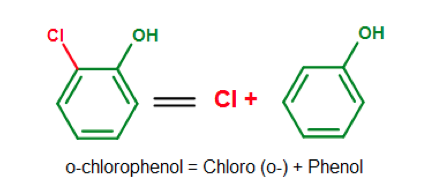 Cl OH OH
Cl +
o-chlorophenol = Chloro (o-) + Phenol